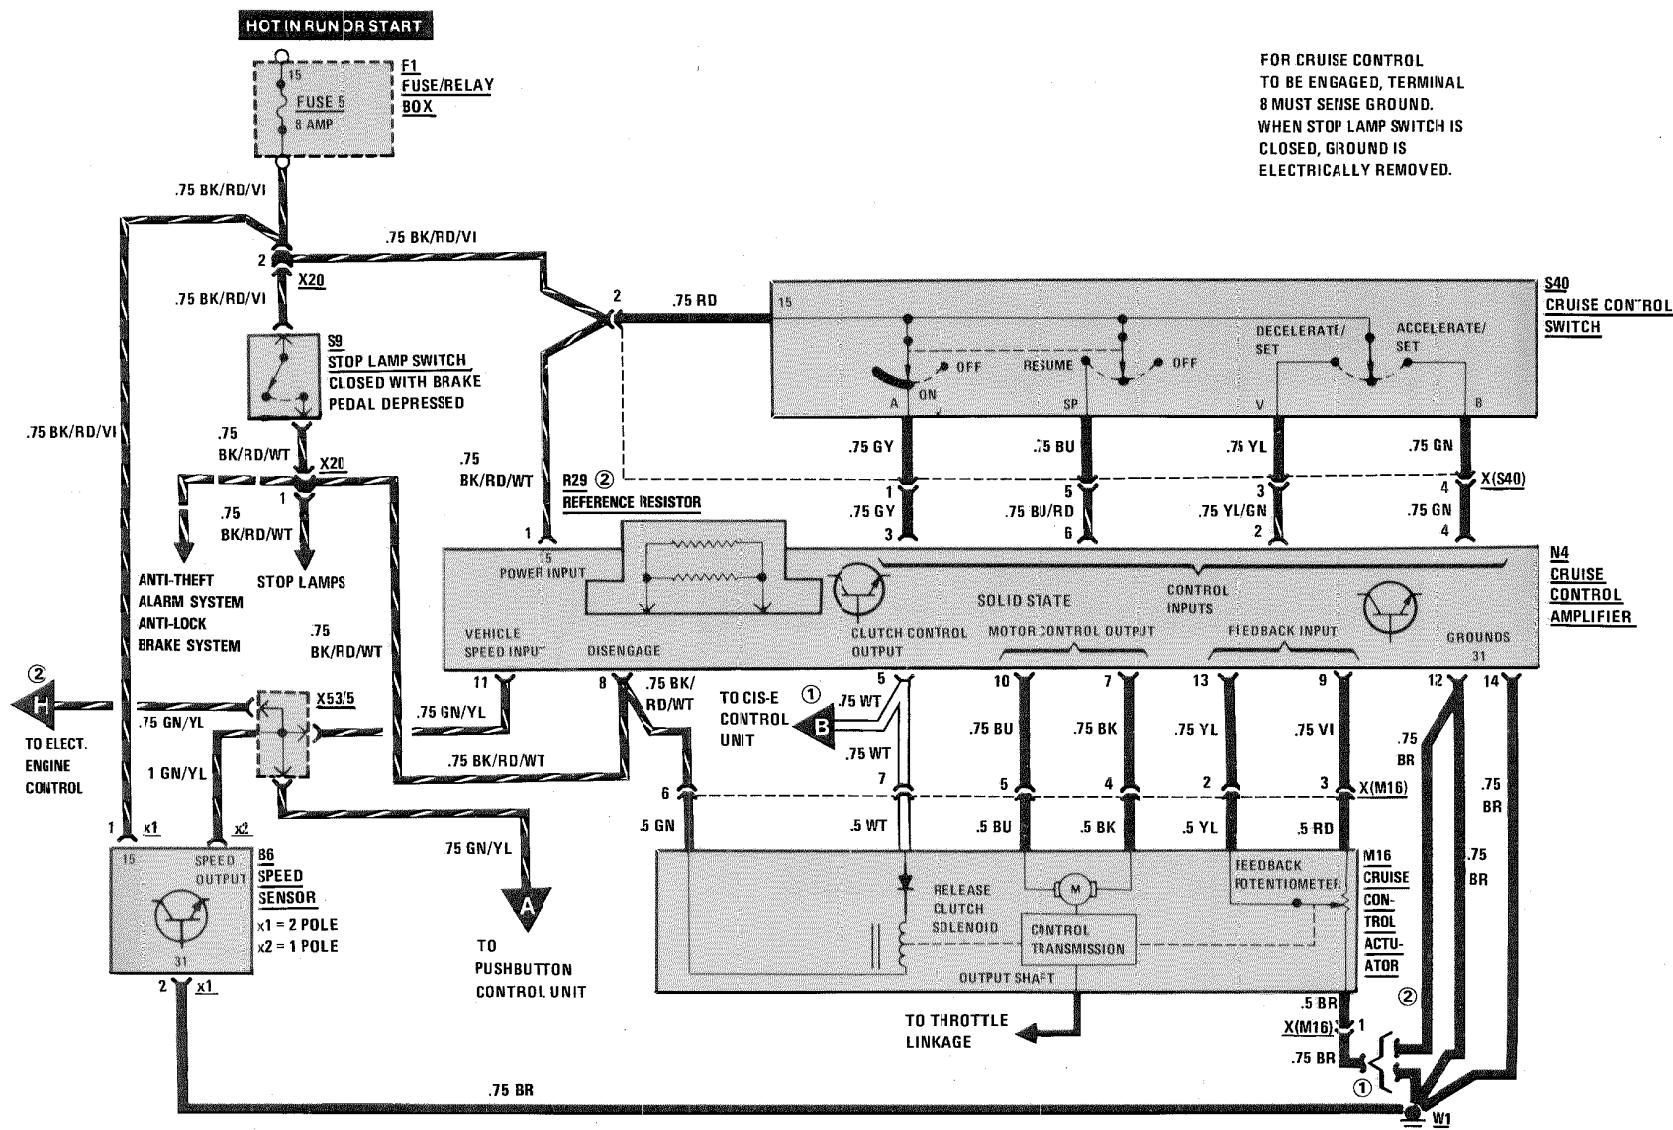 HOT IN RUN OR START
15
FUSE 5
8 AMP
F1
FUSE/RELAY
BOX
FOR CRUISE CONTROL
TO BE ENGAGED, TERMINAL
8 MUST SENSE GROUND.
WHEN STOP LAMP SWITCH IS
CLOSED, GROUND IS
ELECTRICALLY REMOVED.
.75 BK/RD/VI
.75 BK/RD/VI
2
X20
.75 BK/RD/VI
2
.75 RD
15
S40
CRUISE CONTROL
SWITCH
DECELERATE/
SET
ACCELERATE/
SET
RESUME
OFF
OFF
ON
A
SP
V
B
S9
STOP LAMP SWITCH
CLOSED WITH BRAKE
PEDAL DEPRESSED
.75 BK/RD/VI
.75
BK/RD/WT
X20
1
.75
BK/RD/WT
.75
BK/RD/WT
R29 ②
REFERENCE RESISTOR
.75 GY
.75 BU
.75 YL
.75 GN
1
5
3
4
X(S40)
.75 GY
.75 BU/RD
.75 YL/GN
.75 GN
1
3
6
2
4
ANTI-THEFT
ALARM SYSTEM
ANTI-LOCK
BRAKE SYSTEM
STOP LAMPS
.75
BK/RD/WT
15
POWER INPUT
SOLID STATE
CONTROL
INPUTS
N4
CRUISE
CONTROL
AMPLIFIER
VEHICLE
SPEED INPUT
DISENGAGE
CLUTCH CONTROL
OUTPUT
MOTOR CONTROL OUTPUT
FEEDBACK INPUT
GROUNDS
31
11
8
5
10
7
13
9
12
14
②
H
TO ELECT.
ENGINE
CONTROL
.75 GN/YL
X53/5
.75 GN/YL
1 GN/YL
.75 BK/
RD/WT
.75 BK/RD/WT
TO CIS-E
CONTROL
UNIT
①
B
.75 WT
.75 WT
.75 BU
.75 BK
.75 YL
.75 VI
.75
BR
.75
BR
.75
BR
6
7
5
4
2
3
X(M16)
.5 GN
.5 WT
.5 BU
.5 BK
.5 YL
.5 RD
1
x1
x2
15
SPEED
OUTPUT
31
B6
SPEED
SENSOR
x1 = 2 POLE
x2 = 1 POLE
2
x1
75 GN/YL
A
TO
PUSHBUTTON
CONTROL UNIT
RELEASE
CLUTCH
SOLENOID
M
CONTROL
TRANSMISSION
OUTPUT SHAFT
FEEDBACK
POTENTIOMETER
M16
CRUISE
CON-
TROL
ACTU-
ATOR
TO THROTTLE
LINKAGE
.5 BR
X(M16)
1
.75 BR
②
①
.75 BR
W1